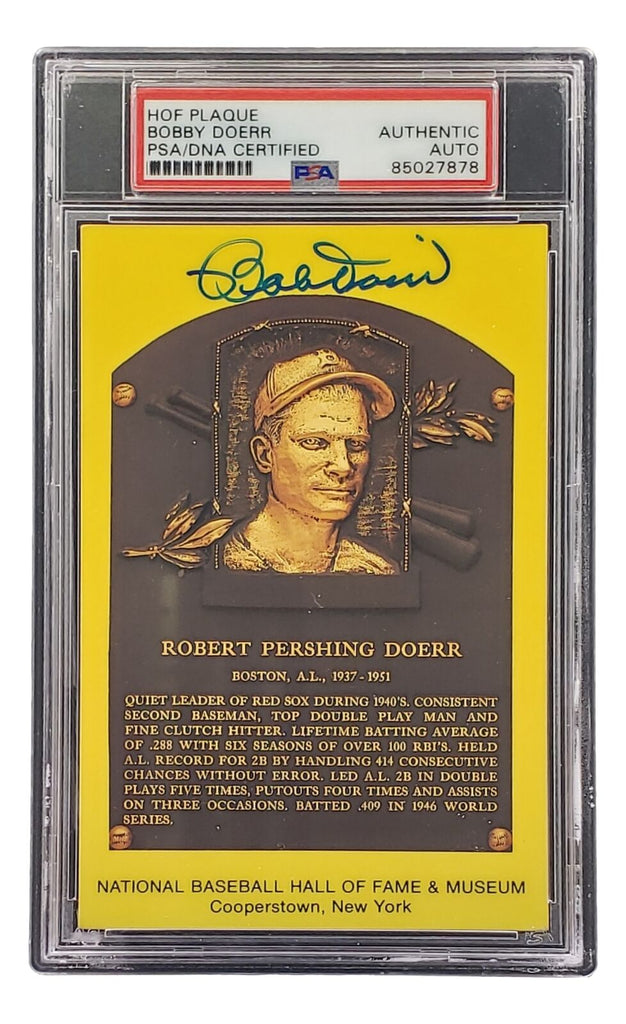 HOF PLAQUE
BOBBY DOERR
PSA/DNA CERTIFIED
AUTHENTIC
AUTO
85027878
PSA
Bob Doerr
B
ROBERT PERSHING DOERR
BOSTON, A.L., 1937-1951
QUIET LEADER OF RED SOX DURING 1940'S. CONSISTENT
SECOND BASEMAN, TOP DOUBLE PLAY MAN AND
FINE CLUTCH HITTER. LIFETIME BATTING AVERAGE
OF .288 WITH SIX SEASONS OF OVER 100 RBI'S. HELD
A.L. RECORD FOR 2B BY HANDLING 414 CONSECUTIVE
CHANCES WITHOUT ERROR. LED A.L. 2B IN DOUBLE
PLAYS FIVE TIMES, PUTOUTS FOUR TIMES AND ASSISTS
ON THREE OCCASIONS. BATTED .409 IN 1946 WORLD
SERIES.
NATIONAL BASEBALL HALL OF FAME & MUSEUM
Cooperstown, New York